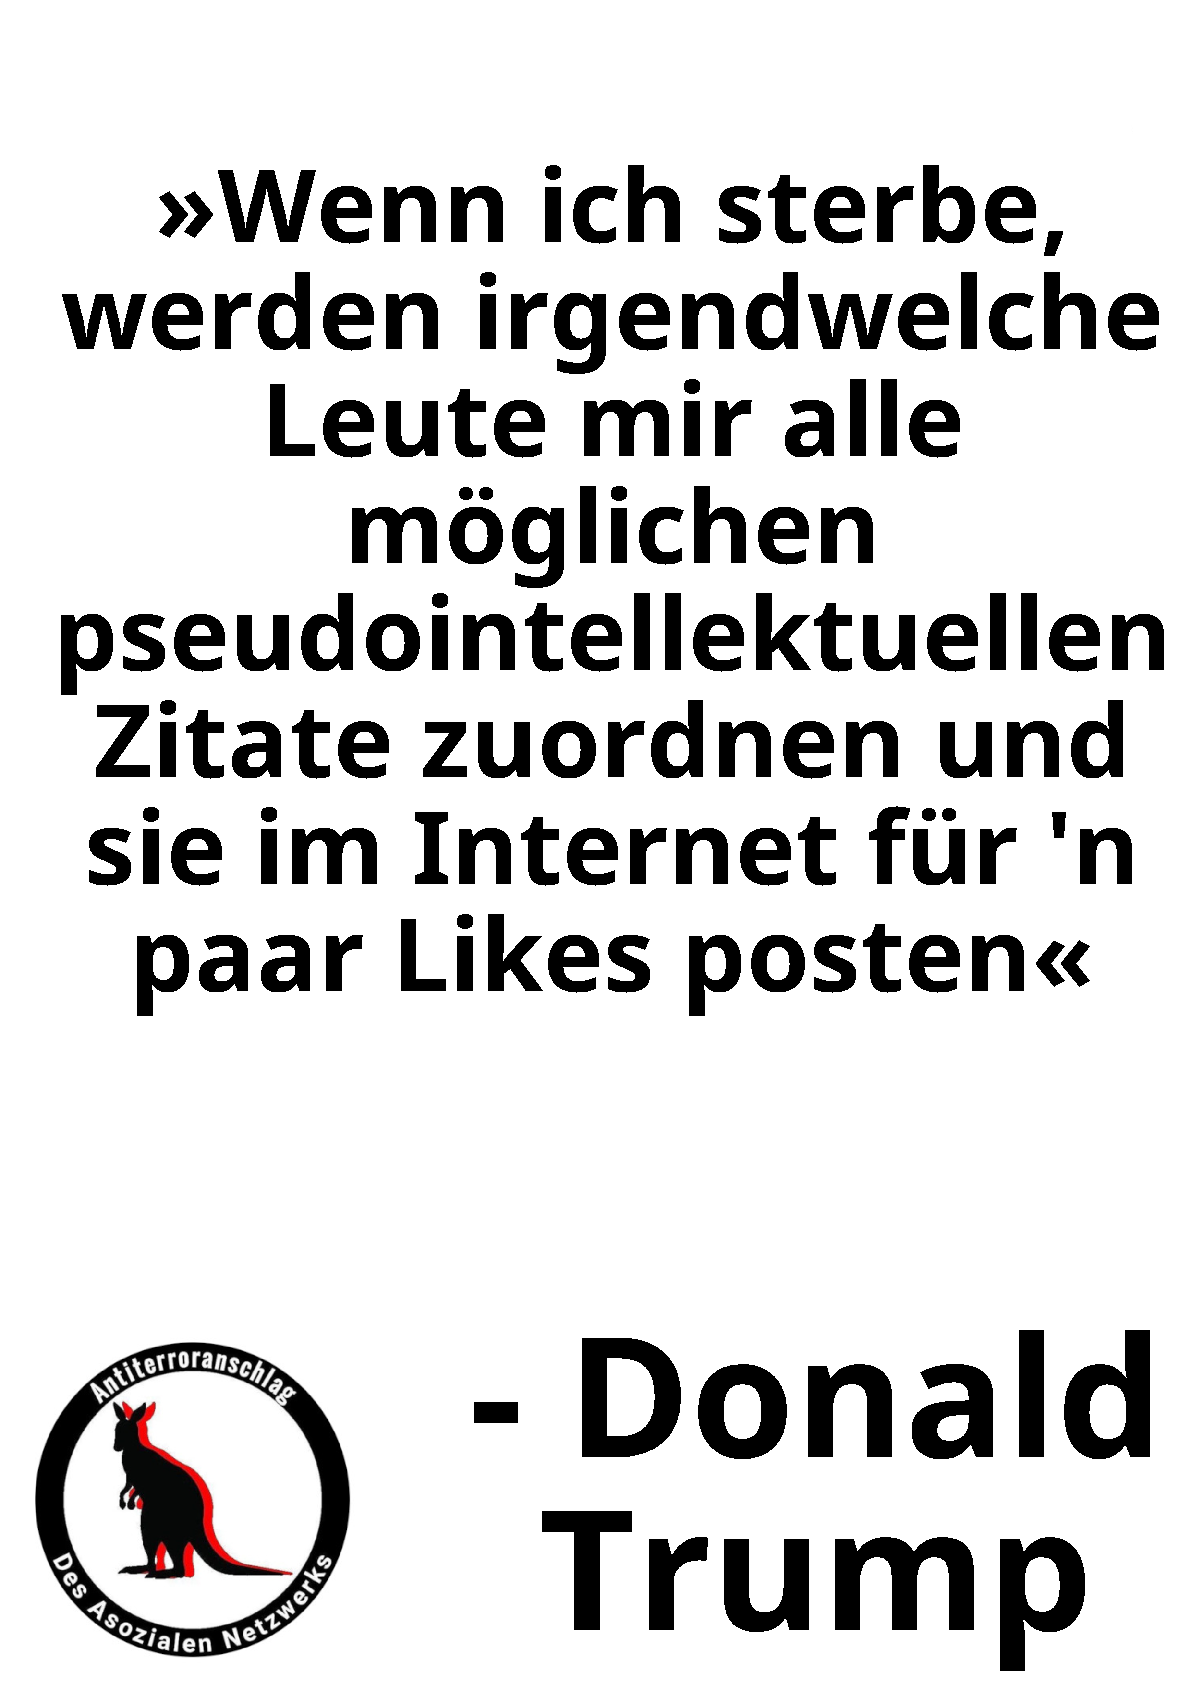 »Wenn ich sterbe,
werden irgendwelche
Leute mir alle
möglichen
pseudointellektuellen
Zitate zuordnen und
sie im Internet für 'n
paar Likes posten«
- Donald
Trump
Antiterroranschlag
Des Asozialen Netzwerks